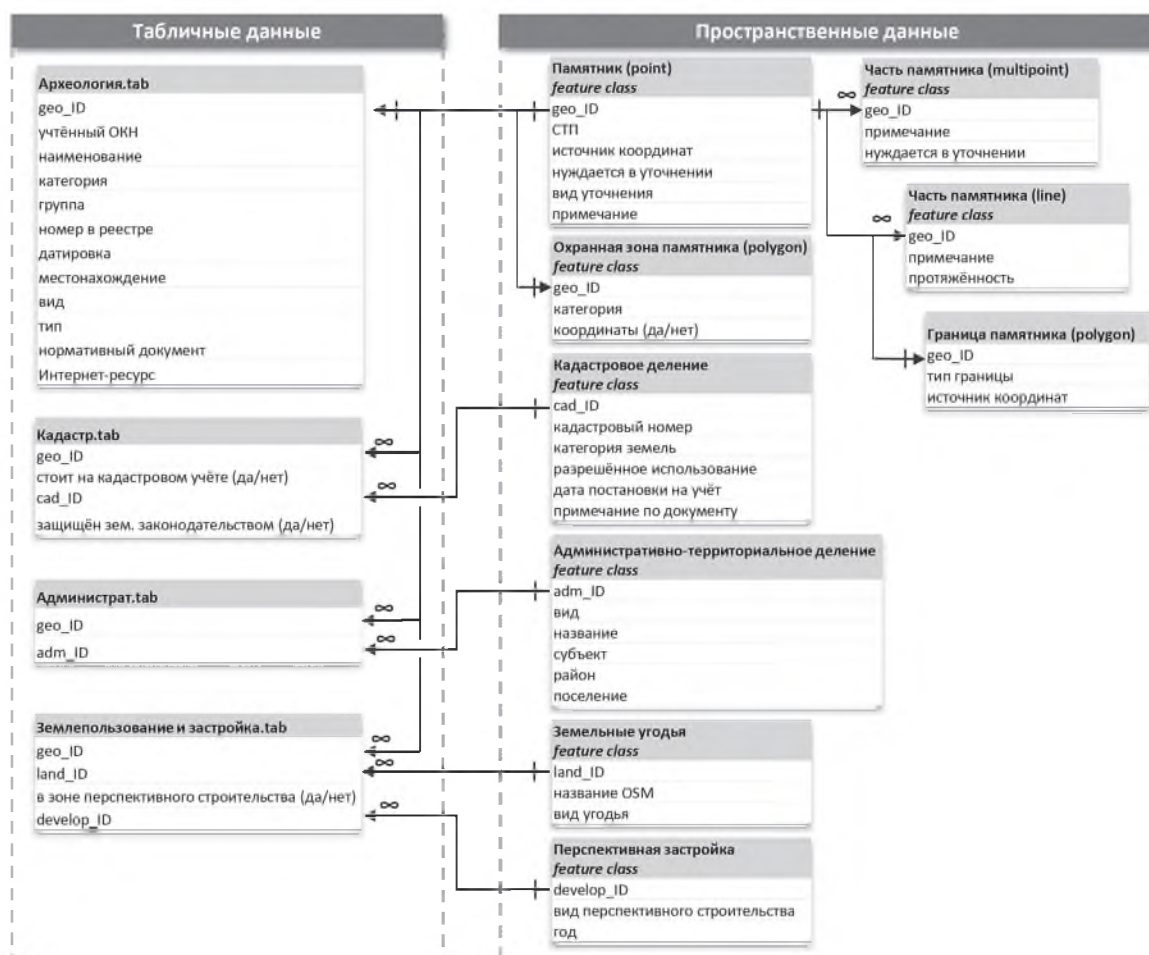 Табличные данные
Археология.tab
geo_ID
учтённый ОКН
наименование
категория
группа
номер в реестре
датировка
местонахождение
вид
тип
нормативный документ
Интернет-ресурс
Кадастр.tab
geo_ID
стоит на кадастровом учёте (да/нет)
cad_ID
защищён зем. законодательством (да/нет)
Администрат.tab
geo_ID
adm_ID
Землепользование и застройка.tab
geo_ID
land_ID
в зоне перспективного строительства (да/нет)
develop_ID
Пространственные данные
Памятник (point)
feature class
geo_ID
СТП
источник координат
нуждается в уточнении
вид уточнения
примечание
Охранная зона памятника (polygon)
feature class
geo_ID
категория
координаты (да/нет)
Кадастровое деление
feature class
cad_ID
кадастровый номер
категория земель
разрешённое использование
дата постановки на учёт
примечание по документу
Административно-территориальное деление
feature class
adm_ID
вид
название
субъект
район
поселение
Земельные угодья
feature class
land_ID
название OSM
вид угодья
Перспективная застройка
feature class
develop_ID
вид перспективного строительства
год
Часть памятника (multipoint)
feature class
geo_ID
примечание
нуждается в уточнении
Часть памятника (line)
feature class
geo_ID
примечание
протяжённость
Граница памятника (polygon)
geo_ID
тип границы
источник координат
∞
∞
∞
∞
∞
∞
∞
∞
∞